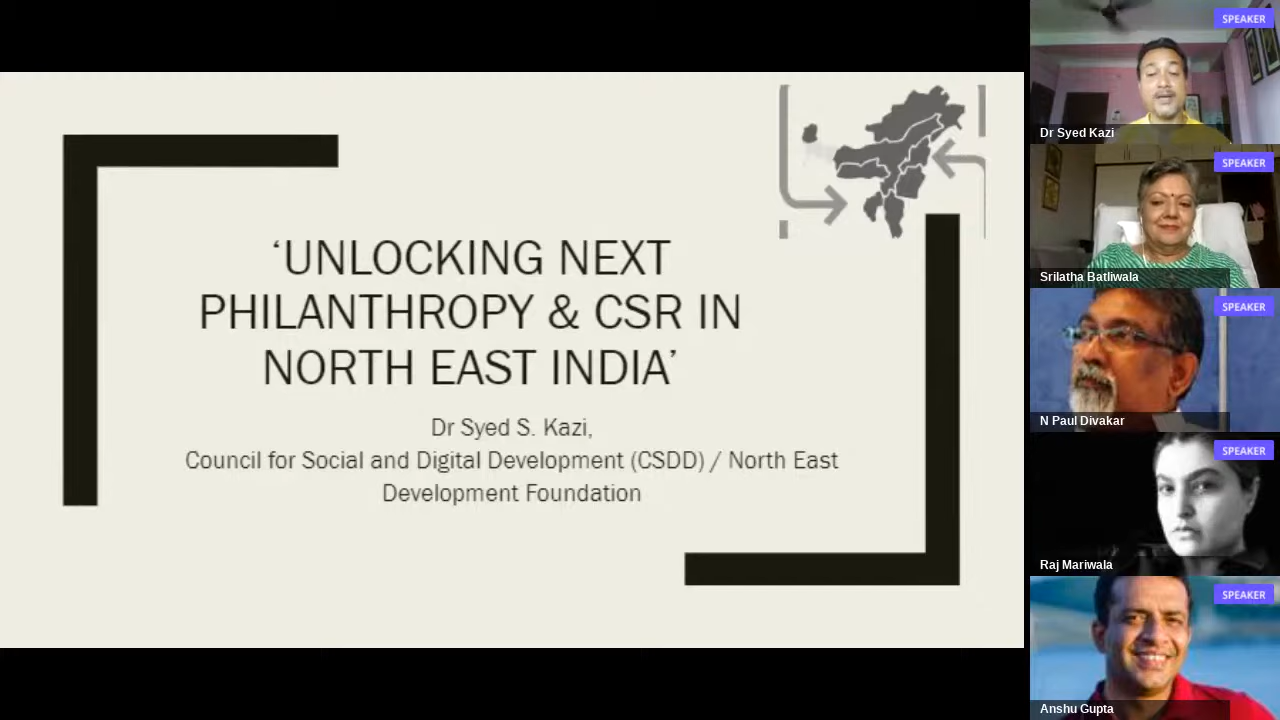 ‘UNLOCKING NEXT
PHILANTHROPY & CSR IN
NORTH EAST INDIA’
Dr Syed S. Kazi,
Council for Social and Digital Development (CSDD) / North East
Development Foundation
SPEAKER
Dr Syed Kazi
SPEAKER
Srilatha Batliwala
SPEAKER
N Paul Divakar
SPEAKER
Raj Mariwala
SPEAKER
Anshu Gupta